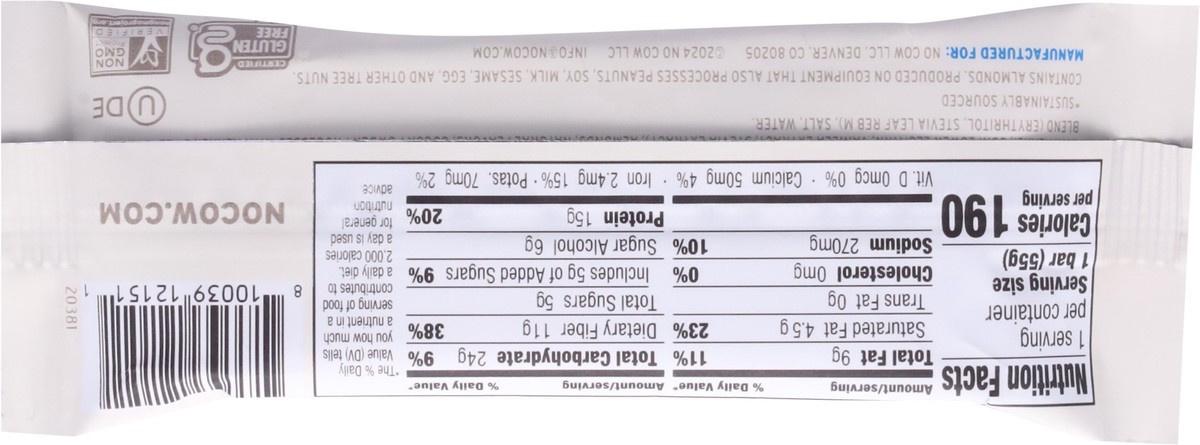 Nutrition Facts
1 serving
per container
Serving size
1 bar (55g)
Calories 190
per serving
Amount/serving % Daily Value*
Total Fat 9g 11%
Saturated Fat 4.5g 23%
Trans Fat 0g
Cholesterol 0mg 0%
Sodium 270mg 10%
Amount/serving % Daily Value*
Total Carbohydrate 24g 9%
Dietary Fiber 11g 38%
Total Sugars 5g
Includes 5g of Added Sugars 9%
Sugar Alcohol 6g
Protein 15g 20%
Vit. D 0mcg 0% · Calcium 50mg 4% · Iron 2.4mg 15% · Potas. 70mg 2%
*The % Daily
Value (DV) tells
you how much
a nutrient in a
serving of food
contributes to
a daily diet.
2,000 calories
a day is used
for general
nutrition
advice
8 10039 12151 1
20381
NOCOW.COM
BLEND (ERYTHRITOL, STEVIA LEAF REB M), SALT, WATER.
*SUSTAINABLY SOURCED
CONTAINS ALMONDS. PRODUCED ON EQUIPMENT THAT ALSO PROCESSES PEANUTS, SOY, MILK, SESAME, EGG, AND OTHER TREE NUTS.
MANUFACTURED FOR: NO COW LLC, DENVER, CO 80205 ©2024 NO COW LLC INFO@NOCOW.COM
U DE
CERTIFIED
GLUTEN
FREE
NON
GMO
Project
VERIFIED
nongmoproject.org